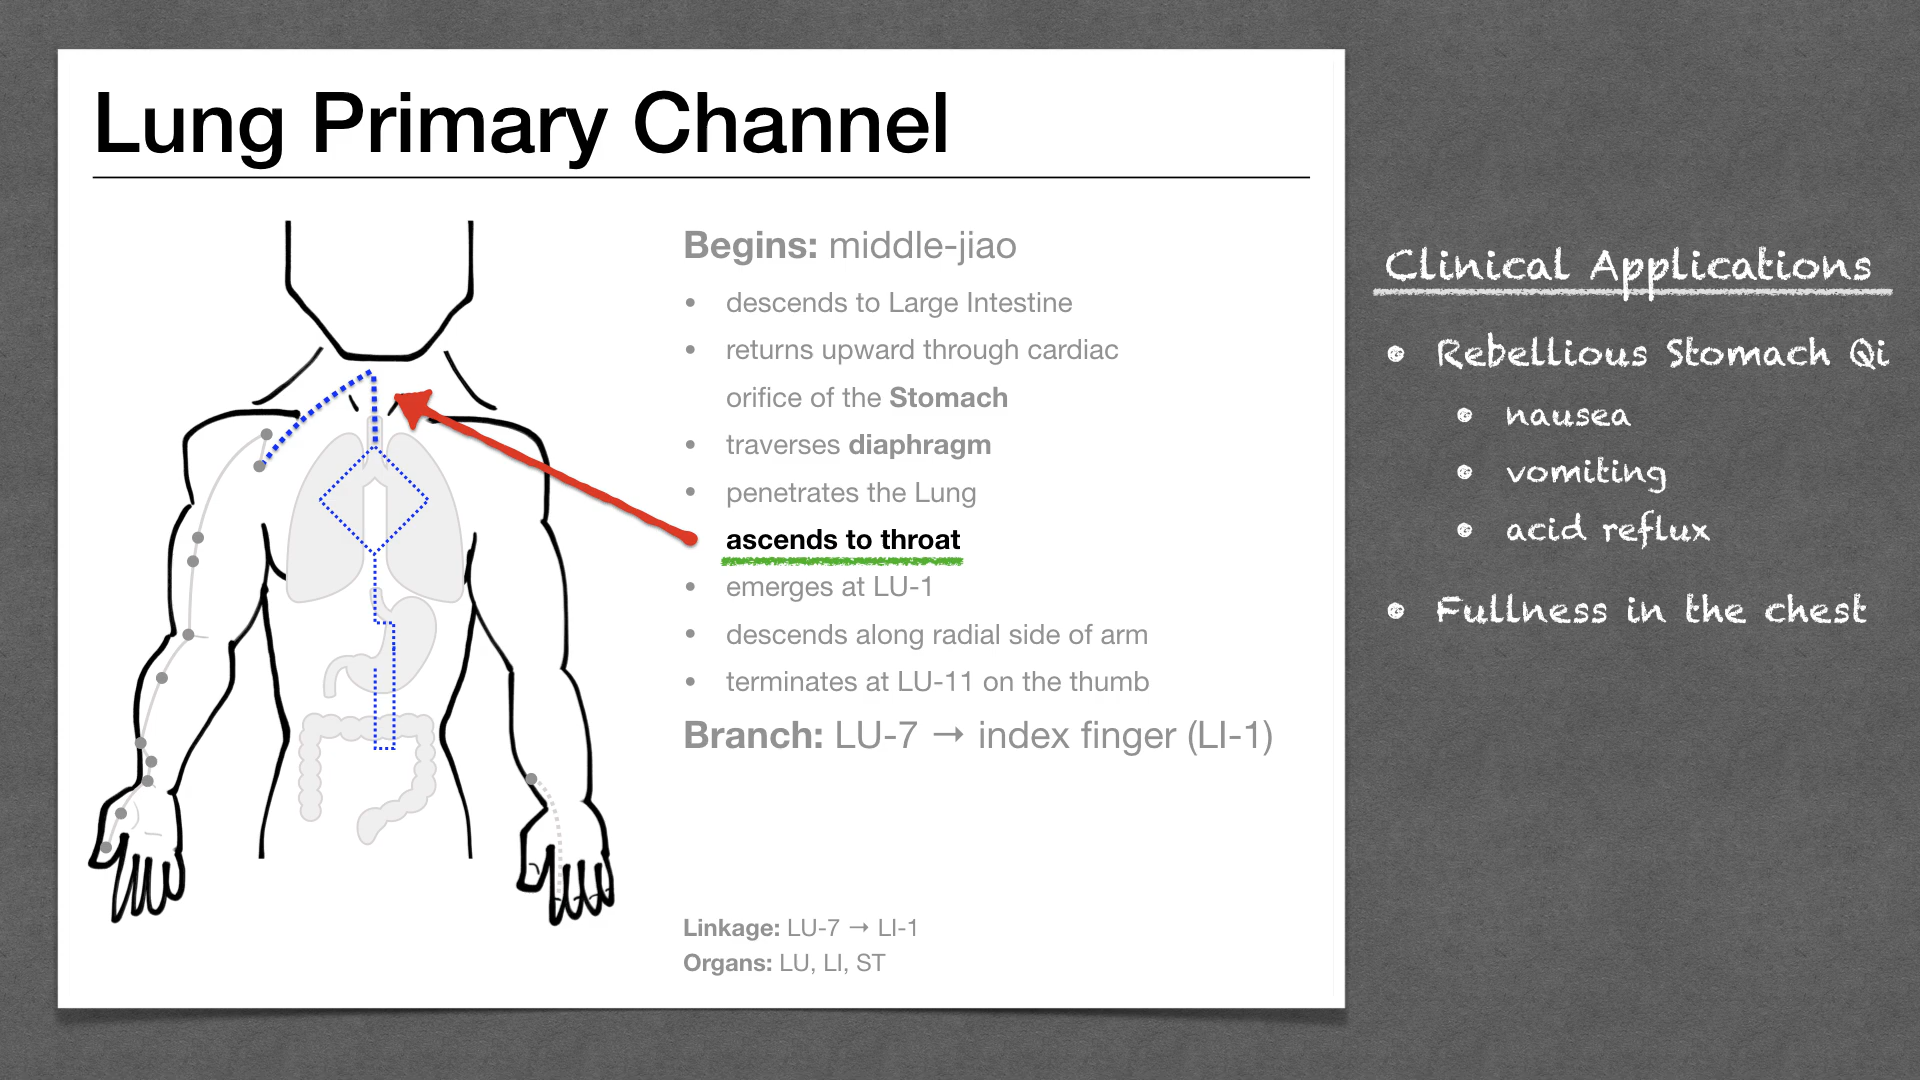 Lung Primary Channel
Begins: middle-jiao
• descends to Large Intestine
• returns upward through cardiac
orifice of the Stomach
• traverses diaphragm
• penetrates the Lung
ascends to throat
• emerges at LU-1
• descends along radial side of arm
• terminates at LU-11 on the thumb
Branch: LU-7 → index finger (LI-1)
Linkage: LU-7 → LI-1
Organs: LU, LI, ST
Clinical Applications
• Rebellious Stomach Qi
• nausea
• vomiting
• acid reflux
• Fullness in the chest